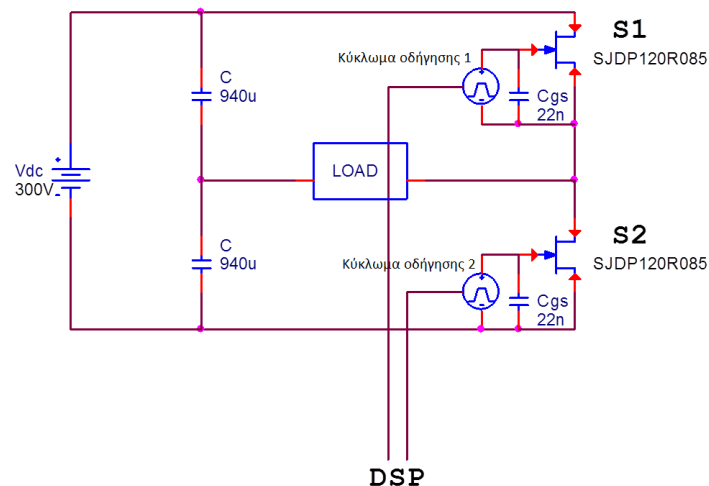 S1
SJDP120R085
Κύκλωμα οδήγησης 1
C
940u
Cgs
22n
Vdc
300V
+
-
LOAD
S2
SJDP120R085
Κύκλωμα οδήγησης 2
C
940u
Cgs
22n
DSP